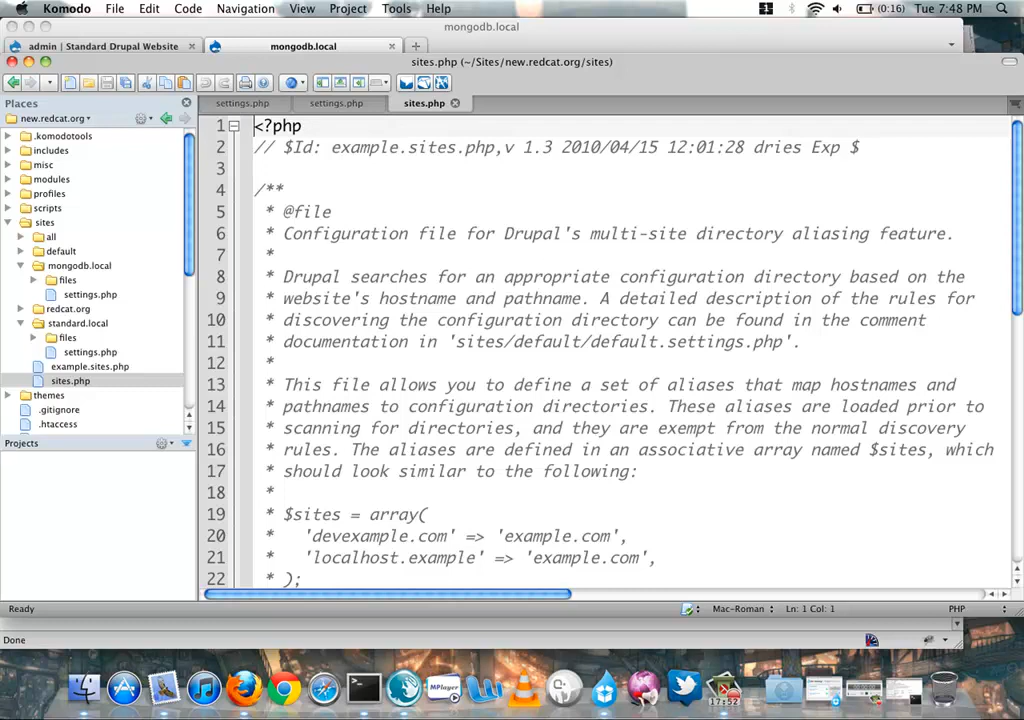 Komodo File Edit Code Navigation View Project Tools Help (0:16) Tue 7:48 PM
mongodb.local
admin | Standard Drupal Website mongodb.local
sites.php (~/Sites/new.redcat.org/sites)
Places settings.php settings.php sites.php
new.redcat.org
.komodotools
includes
misc
modules
profiles
scripts
sites
all
default
mongodb.local
files
settings.php
redcat.org
standard.local
files
settings.php
example.sites.php
sites.php
themes
.gitignore
.htaccess
Projects
1 <?php
2 // $Id: example.sites.php,v 1.3 2010/04/15 12:01:28 dries Exp $
3
4 /**
5 * @file
6 * Configuration file for Drupal's multi-site directory aliasing feature.
7 *
8 * Drupal searches for an appropriate configuration directory based on the
9 * website's hostname and pathname. A detailed description of the rules for
10 * discovering the configuration directory can be found in the comment
11 * documentation in 'sites/default/default.settings.php'.
12 *
13 * This file allows you to define a set of aliases that map hostnames and
14 * pathnames to configuration directories. These aliases are loaded prior to
15 * scanning for directories, and they are exempt from the normal discovery
16 * rules. The aliases are defined in an associative array named $sites, which
17 * should look similar to the following:
18 *
19 * $sites = array(
20 * 'devexample.com' => 'example.com',
21 * 'localhost.example' => 'example.com',
22 * );
Ready Mac-Roman Ln: 1 Col: 1 PHP
Done
MPlayer
17:52